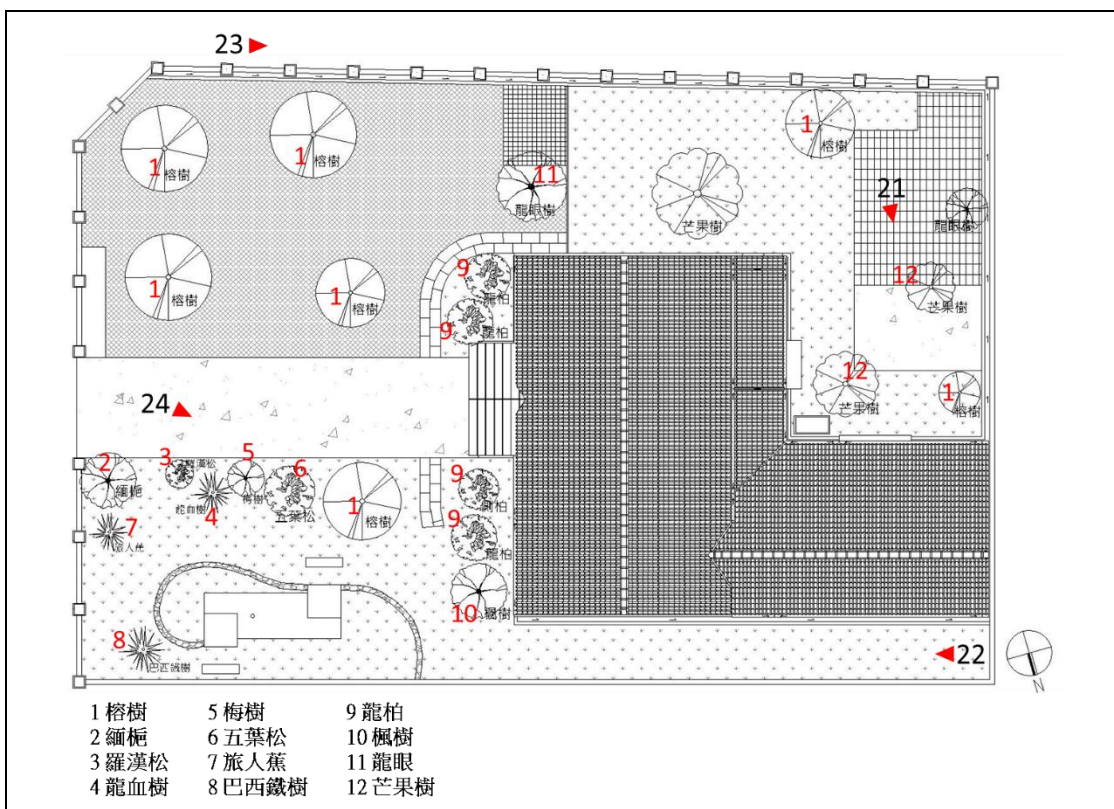 23
1
榕樹
1
榕樹
1
榕樹
11
龍眼樹
芒果樹
21
龍眼樹
1
榕樹
1
榕樹
9
龍柏
9
龍柏
12
芒果樹
12
芒果樹
1
榕樹
24
2
緬梔
3
羅漢松
4
龍血樹
5
梅樹
6
五葉松
1
榕樹
9
9
龍柏
7
旅人蕉
10
楓樹
8
巴西鐵樹
22
N
1 榕樹 5 梅樹 9 龍柏
2 緬梔 6 五葉松 10 楓樹
3 羅漢松 7 旅人蕉 11 龍眼
4 龍血樹 8 巴西鐵樹 12 芒果樹